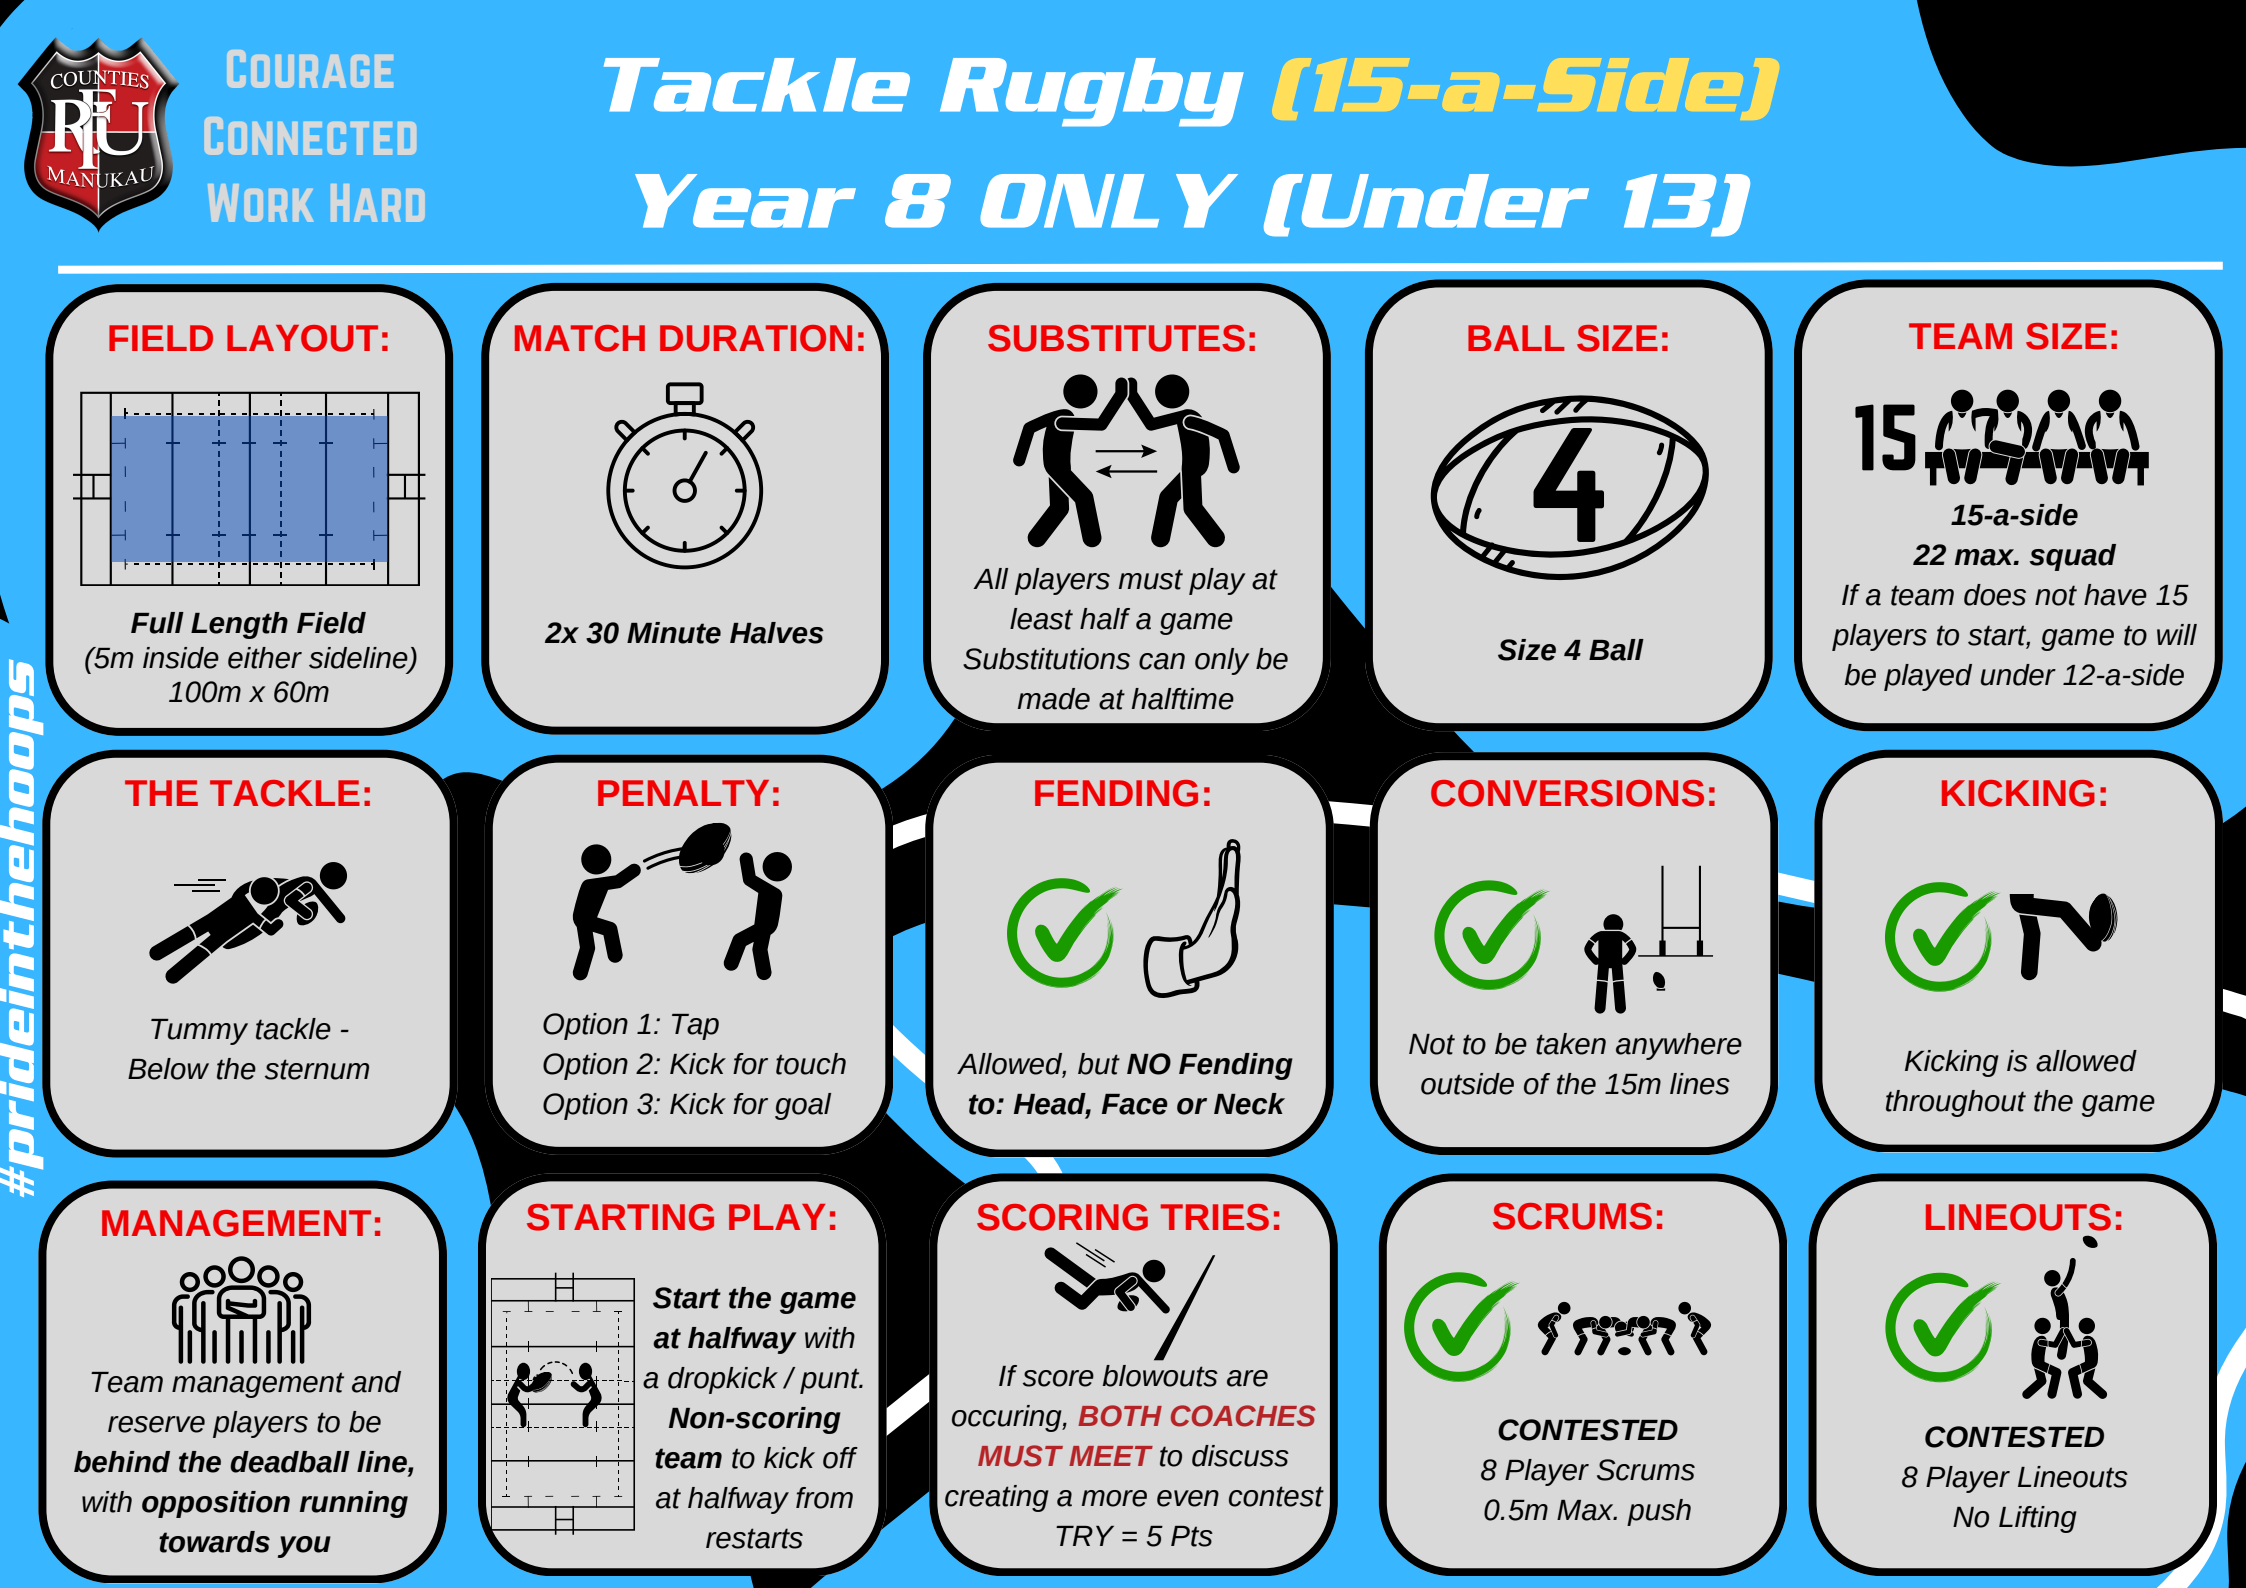 COUNTIES
RFU
MANUKAU
COURAGE
CONNECTED
WORK HARD
Tackle Rugby (15-a-Side)
Year 8 ONLY (Under 13)
#prideinthehoops
FIELD LAYOUT:
Full Length Field
(5m inside either sideline)
100m x 60m
MATCH DURATION:
2x 30 Minute Halves
SUBSTITUTES:
All players must play at
least half a game
Substitutions can only be
made at halftime
BALL SIZE:
4
Size 4 Ball
TEAM SIZE:
15
15-a-side
22 max. squad
If a team does not have 15
players to start, game to will
be played under 12-a-side
THE TACKLE:
Tummy tackle -
Below the sternum
PENALTY:
Option 1: Tap
Option 2: Kick for touch
Option 3: Kick for goal
FENDING:
Allowed, but NO Fending
to: Head, Face or Neck
CONVERSIONS:
Not to be taken anywhere
outside of the 15m lines
KICKING:
Kicking is allowed
throughout the game
MANAGEMENT:
Team management and
reserve players to be
behind the deadball line,
with opposition running
towards you
STARTING PLAY:
Start the game
at halfway with
a dropkick / punt.
Non-scoring
team to kick off
at halfway from
restarts
SCORING TRIES:
If score blowouts are
occuring, BOTH COACHES
MUST MEET to discuss
creating a more even contest
TRY = 5 Pts
SCRUMS:
CONTESTED
8 Player Scrums
0.5m Max. push
LINEOUTS:
CONTESTED
8 Player Lineouts
No Lifting